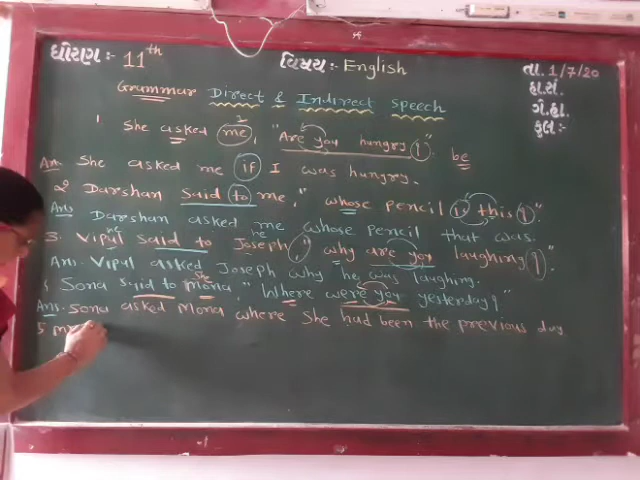 ધોરણ :- 11th વિષય :- English તા. 1/7/20
હા.સં.
ગે.હા.
કુલ :-
Grammar Direct & Indirect speech
1 She asked me, "Are you hungry?" be
Ans. She asked me if I was hungry.
2 Darshan said to me, "whose pencil is this?"
Ans Darshan asked me whose pencil that was.
3. Vipul said to Joseph, "why are you laughing?"
he he
Ans. Vipul asked Joseph why he was laughing.
She
Sona said to mona, "Where were you yesterday?"
Ans. Sona asked Mona where She had been the previous day
5